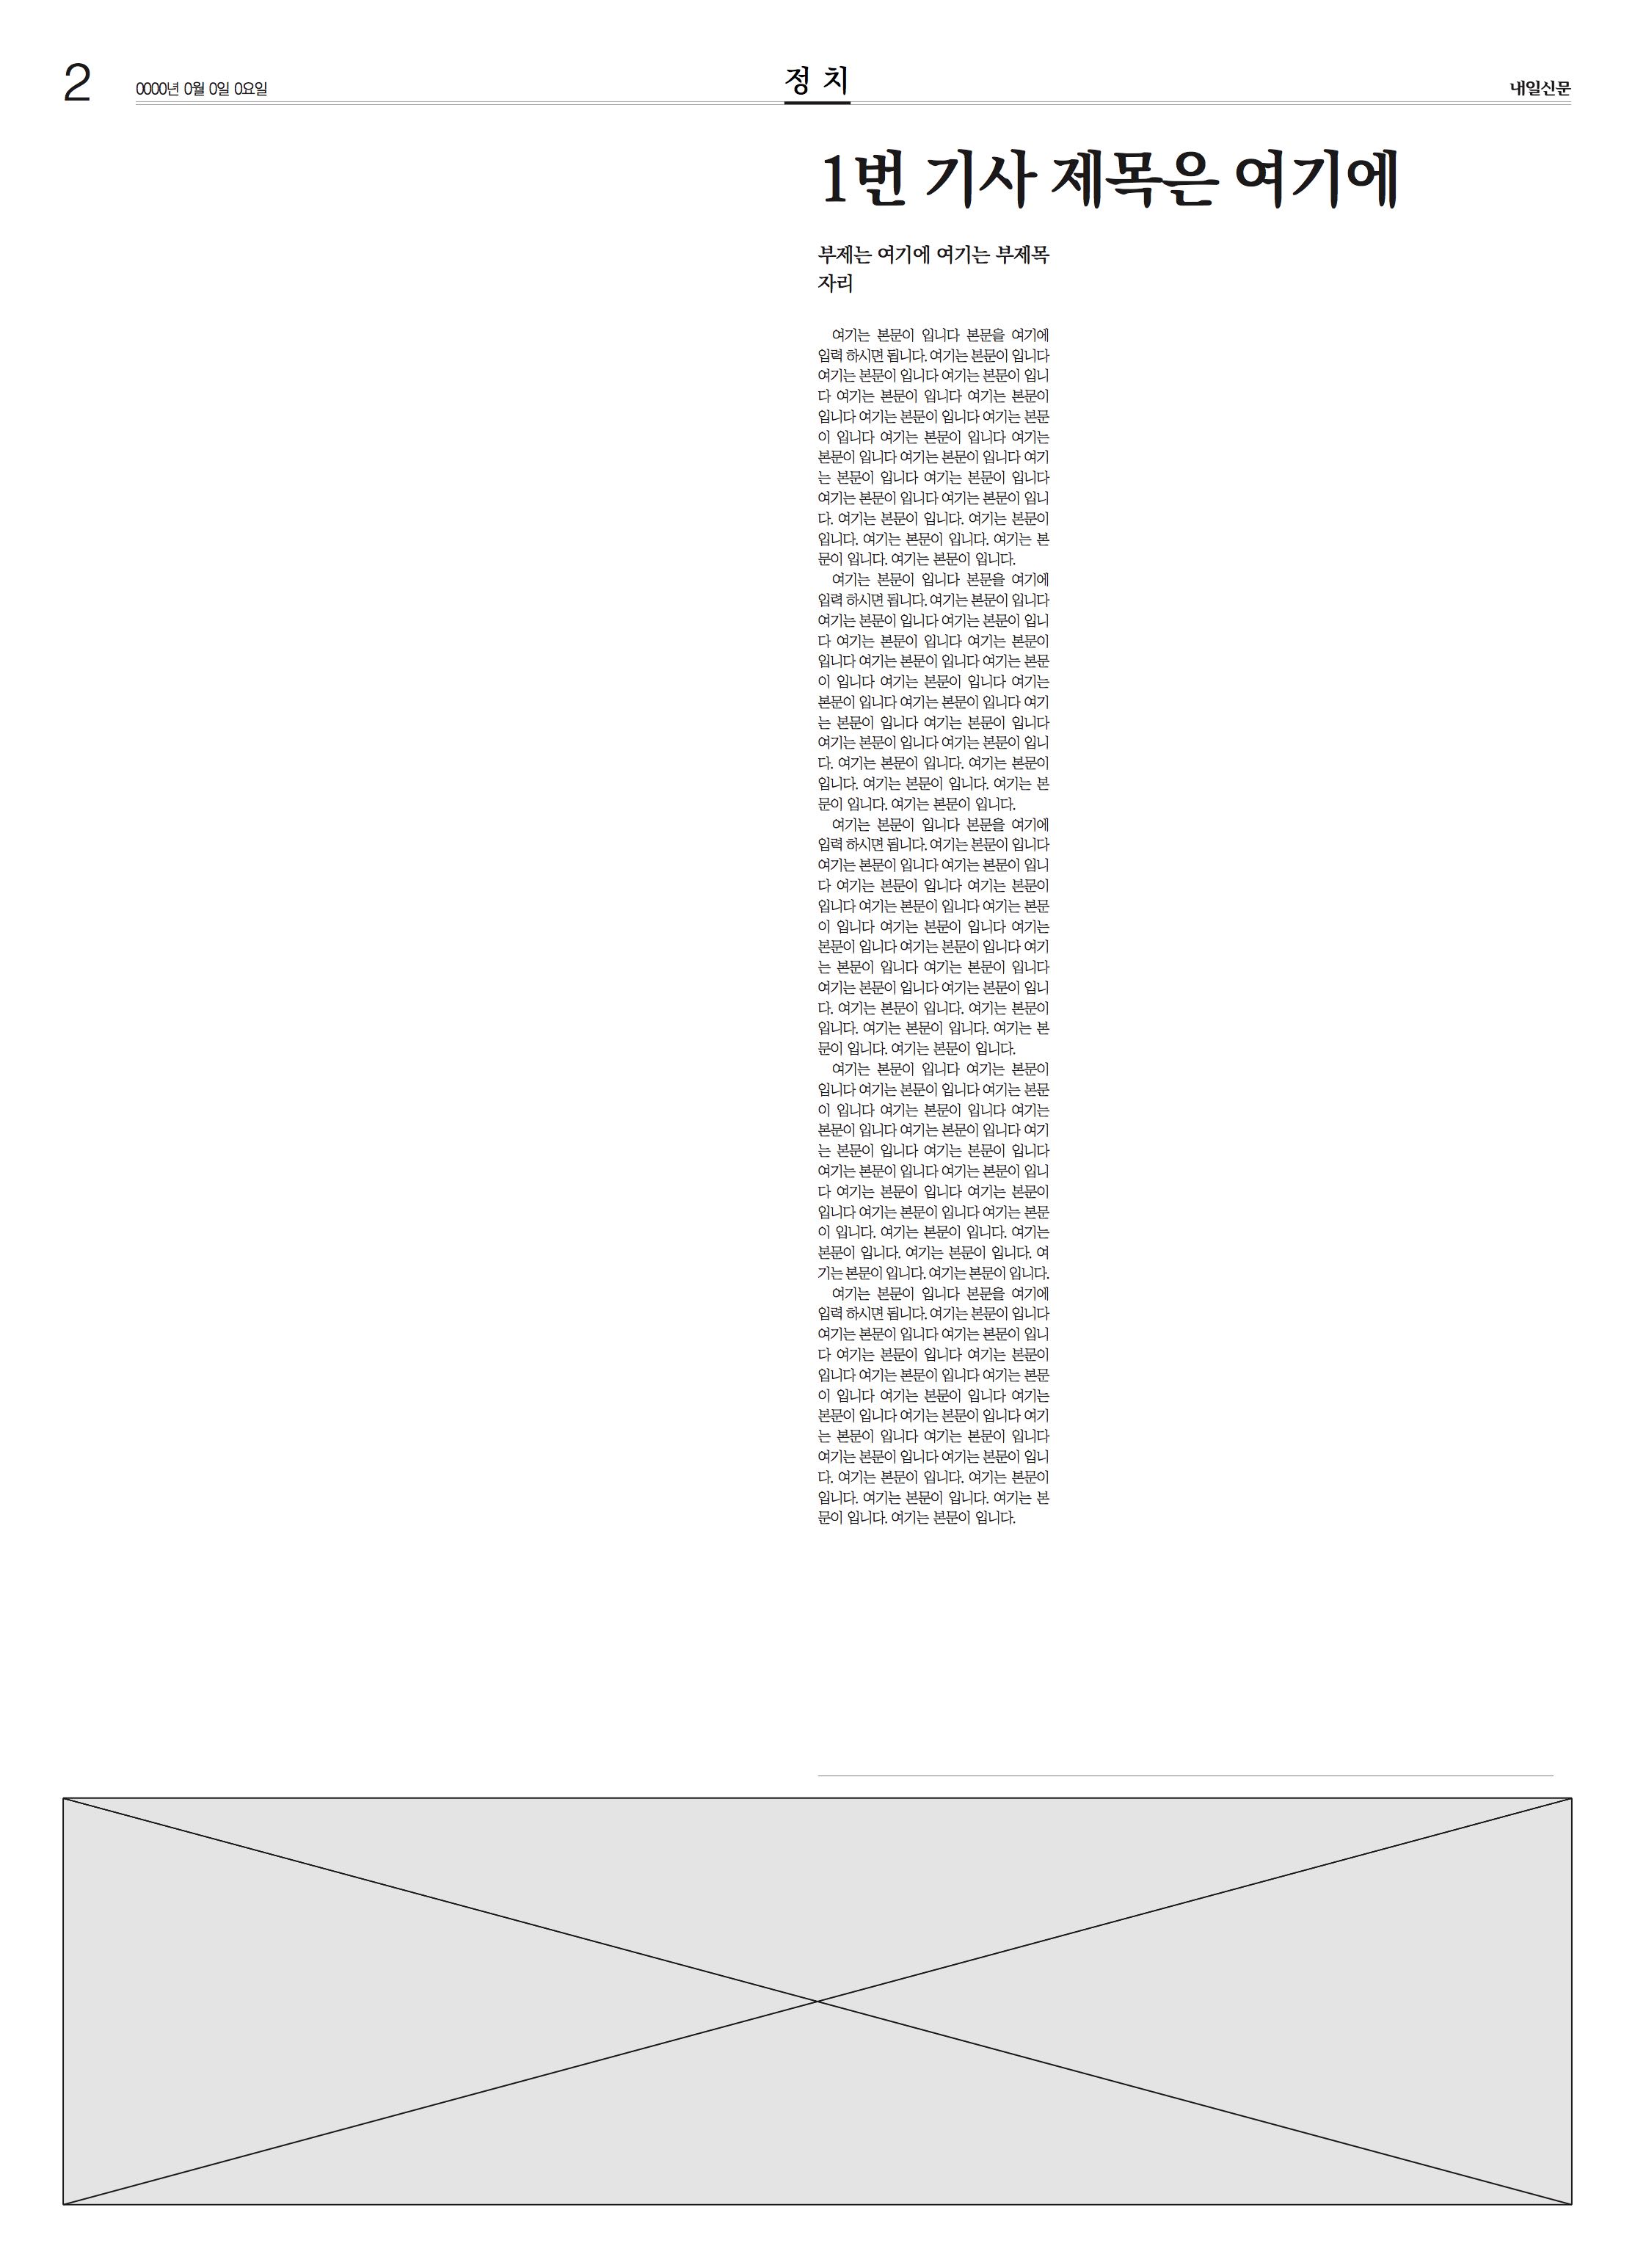 2
0000년 0월 0일 0요일
정 치
내일신문
1번 기사 제목은 여기에
부제는 여기에 여기는 부제목
자리
여기는 본문이 입니다 본문을 여기에
입력 하시면 됩니다. 여기는 본문이 입니다
여기는 본문이 입니다 여기는 본문이 입니
다 여기는 본문이 입니다 여기는 본문이
입니다 여기는 본문이 입니다 여기는 본문
이 입니다 여기는 본문이 입니다 여기는
본문이 입니다 여기는 본문이 입니다 여기
는 본문이 입니다 여기는 본문이 입니다
여기는 본문이 입니다 여기는 본문이 입니
다. 여기는 본문이 입니다. 여기는 본문이
입니다. 여기는 본문이 입니다. 여기는 본
문이 입니다. 여기는 본문이 입니다.
여기는 본문이 입니다 본문을 여기에
입력 하시면 됩니다. 여기는 본문이 입니다
여기는 본문이 입니다 여기는 본문이 입니
다 여기는 본문이 입니다 여기는 본문이
입니다 여기는 본문이 입니다 여기는 본문
이 입니다 여기는 본문이 입니다 여기는
본문이 입니다 여기는 본문이 입니다 여기
는 본문이 입니다 여기는 본문이 입니다
여기는 본문이 입니다 여기는 본문이 입니
다. 여기는 본문이 입니다. 여기는 본문이
입니다. 여기는 본문이 입니다. 여기는 본
문이 입니다. 여기는 본문이 입니다.
여기는 본문이 입니다 본문을 여기에
입력 하시면 됩니다. 여기는 본문이 입니다
여기는 본문이 입니다 여기는 본문이 입니
다 여기는 본문이 입니다 여기는 본문이
입니다 여기는 본문이 입니다 여기는 본문
이 입니다 여기는 본문이 입니다 여기는
본문이 입니다 여기는 본문이 입니다 여기
는 본문이 입니다 여기는 본문이 입니다
여기는 본문이 입니다 여기는 본문이 입니
다. 여기는 본문이 입니다. 여기는 본문이
입니다. 여기는 본문이 입니다. 여기는 본
문이 입니다. 여기는 본문이 입니다.
여기는 본문이 입니다 여기는 본문이
입니다 여기는 본문이 입니다 여기는 본문
이 입니다 여기는 본문이 입니다 여기는
본문이 입니다 여기는 본문이 입니다 여기
는 본문이 입니다 여기는 본문이 입니다
여기는 본문이 입니다 여기는 본문이 입니
다 여기는 본문이 입니다 여기는 본문이
입니다 여기는 본문이 입니다 여기는 본문
이 입니다. 여기는 본문이 입니다. 여기는
본문이 입니다. 여기는 본문이 입니다. 여
기는 본문이 입니다. 여기는 본문이 입니다.
여기는 본문이 입니다 본문을 여기에
입력 하시면 됩니다. 여기는 본문이 입니다
여기는 본문이 입니다 여기는 본문이 입니
다 여기는 본문이 입니다 여기는 본문이
입니다 여기는 본문이 입니다 여기는 본문
이 입니다 여기는 본문이 입니다 여기는
본문이 입니다 여기는 본문이 입니다 여기
는 본문이 입니다 여기는 본문이 입니다
여기는 본문이 입니다 여기는 본문이 입니
다. 여기는 본문이 입니다. 여기는 본문이
입니다. 여기는 본문이 입니다. 여기는 본
문이 입니다. 여기는 본문이 입니다.